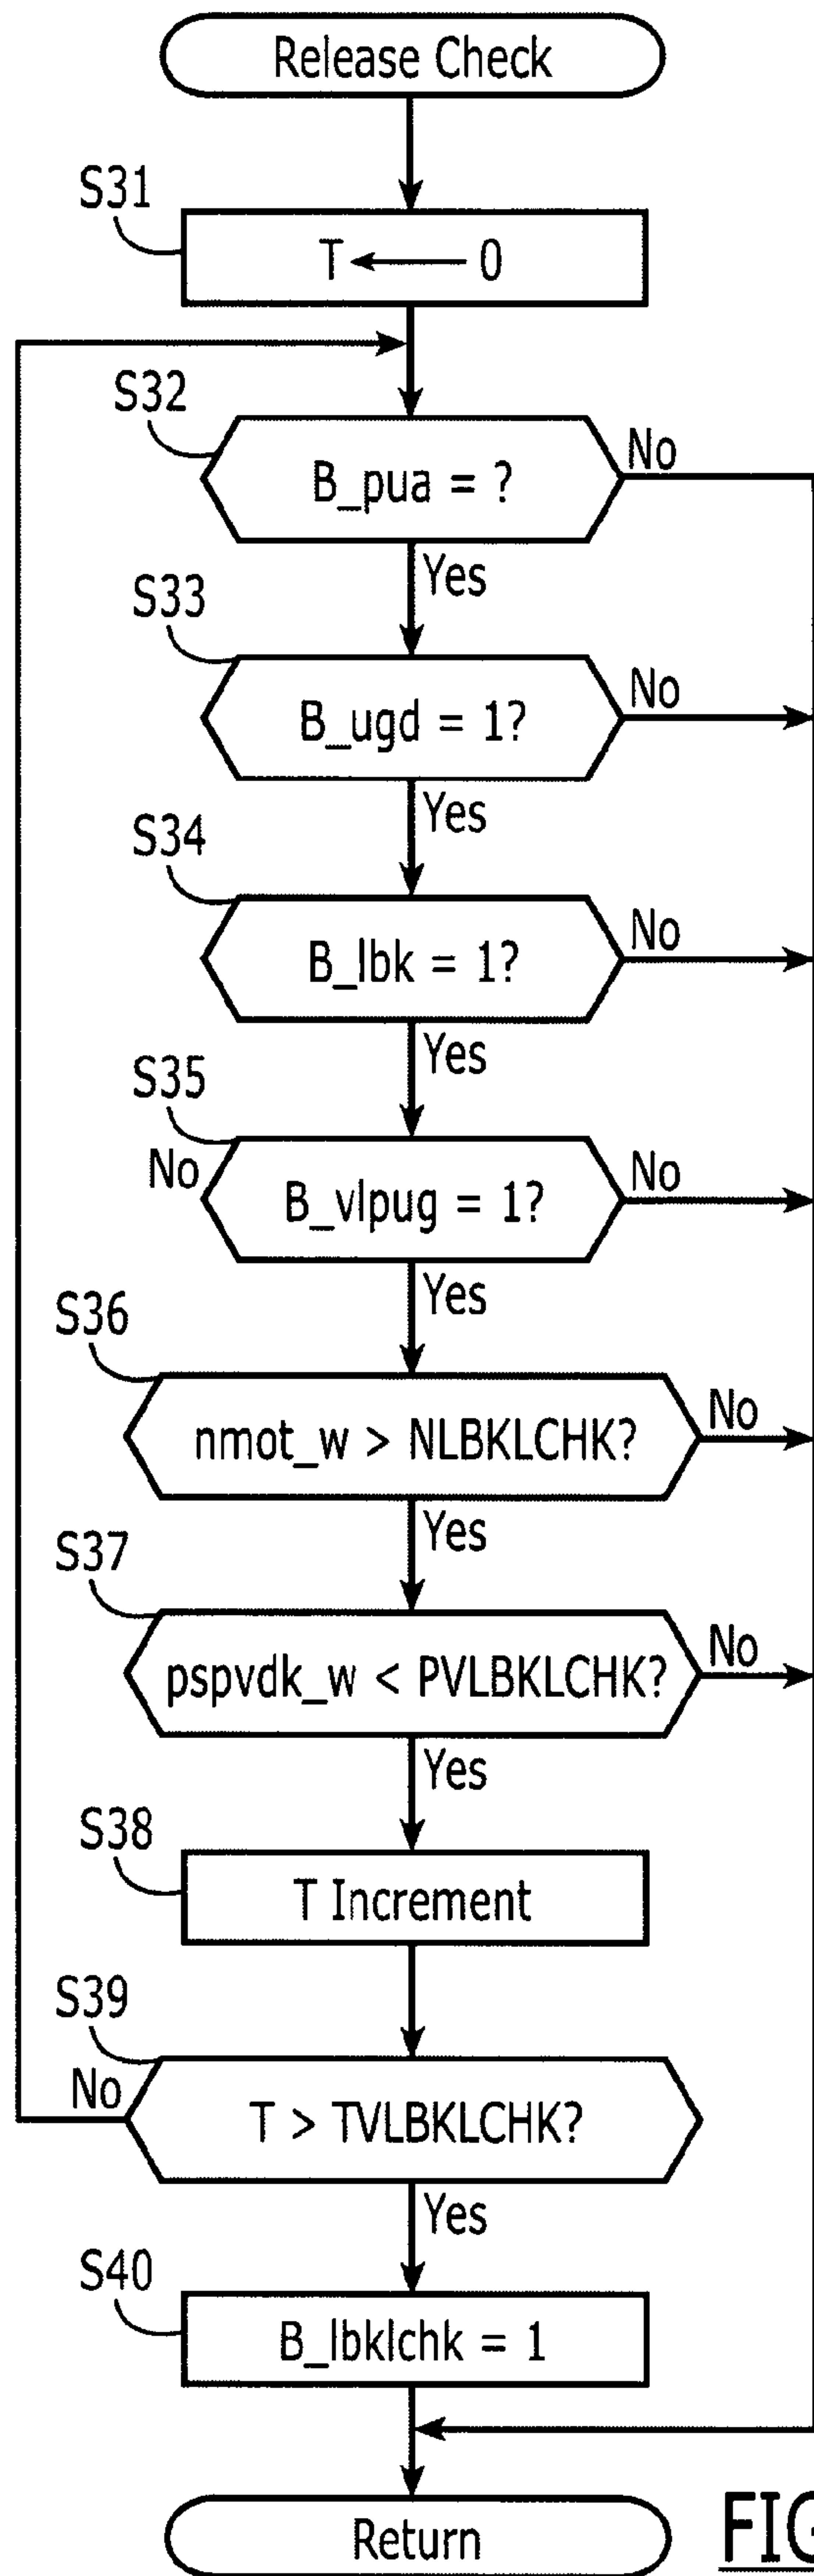 Release Check
S31
T ← 0
S32
B_pua = ?
No
Yes
S33
B_ugd = 1?
No
Yes
S34
B_lbk = 1?
No
Yes
S35
No
B_vlpug = 1?
No
Yes
S36
nmot_w > NLBKLCHK?
No
Yes
S37
pspvdk_w < PVLBKLCHK?
No
Yes
S38
T Increment
S39
No
T > TVLBKLCHK?
Yes
S40
B_lbklchk = 1
Return